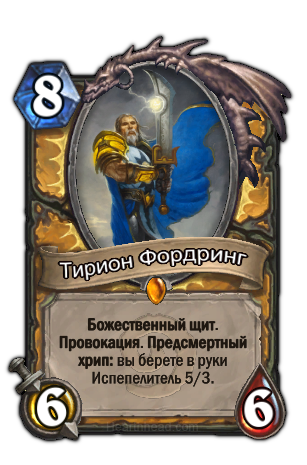 8
Тирион Фордринг
Божественный щит.
Провокация. Предсмертный
хрип: вы берете в руки
Испепелитель 5/3.
6
6